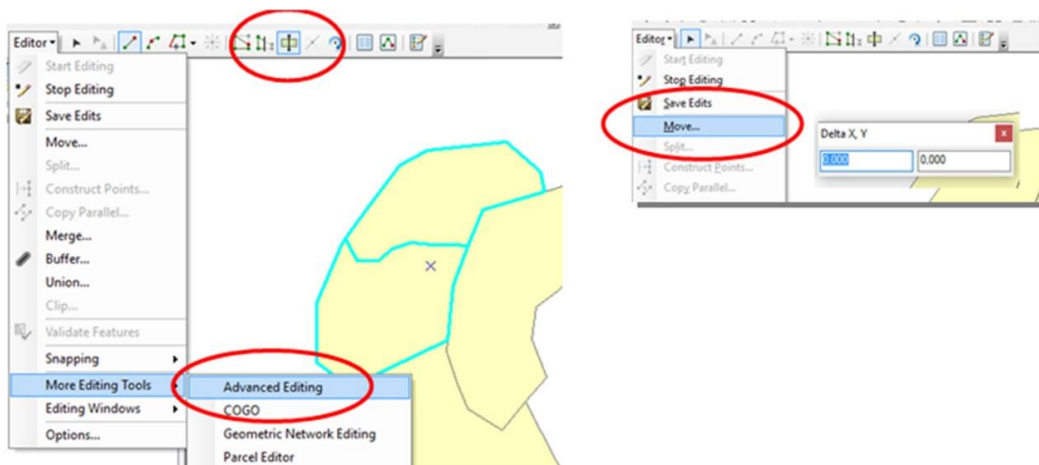 Editor
Start Editing
Stop Editing
Save Edits
Move...
Split...
Construct Points...
Copy Parallel...
Merge...
Buffer...
Union...
Clip...
Validate Features
Snapping
More Editing Tools
Editing Windows
Options...
Advanced Editing
COGO
Geometric Network Editing
Parcel Editor
Editor
Start Editing
Stop Editing
Save Edits
Move...
Split...
Construct Points...
Copy Parallel...
Delta X, Y
x
0.000
0.000